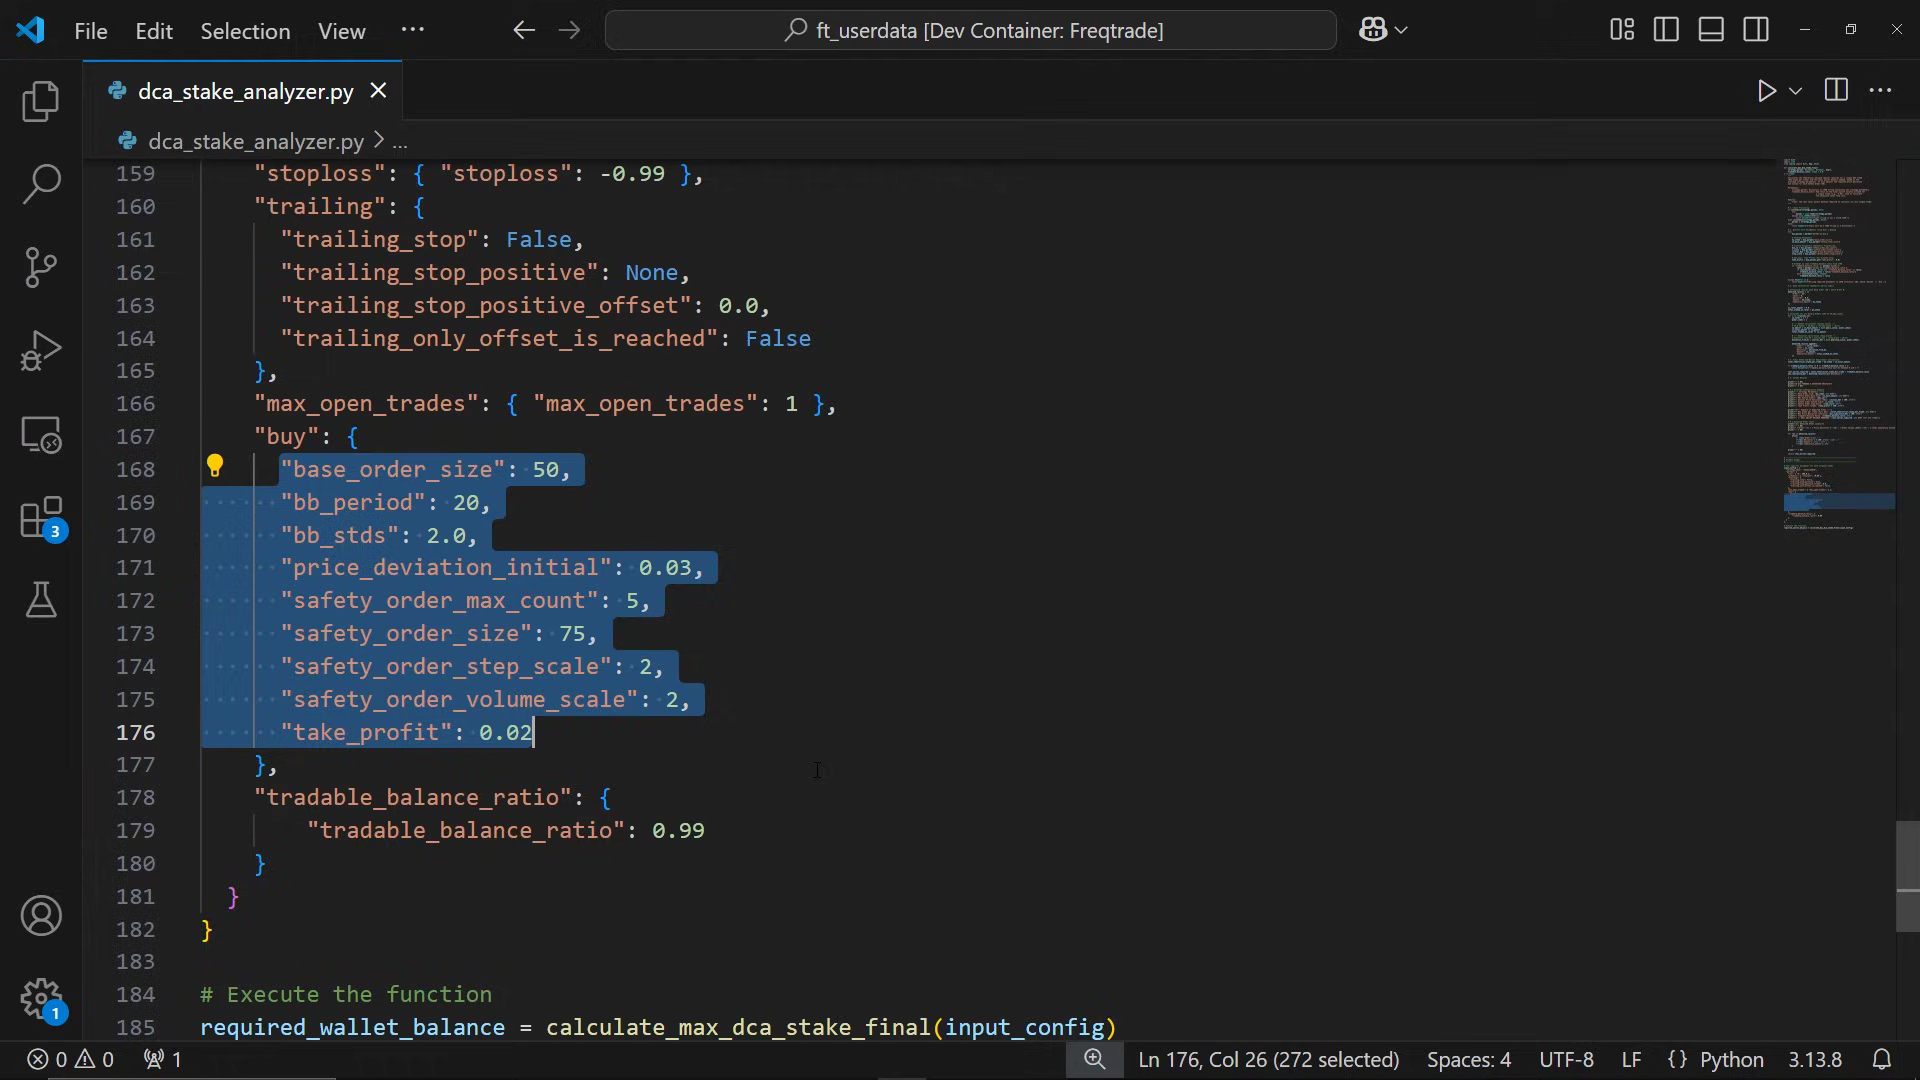 File Edit Selection View ... ft_userdata [Dev Container: Freqtrade]
dca_stake_analyzer.py
dca_stake_analyzer.py > ...
159 "stoploss": { "stoploss": -0.99 },
160 "trailing": {
161 "trailing_stop": False,
162 "trailing_stop_positive": None,
163 "trailing_stop_positive_offset": 0.0,
164 "trailing_only_offset_is_reached": False
165 },
166 "max_open_trades": { "max_open_trades": 1 },
167 "buy": {
168 "base_order_size": 50,
169 "bb_period": 20,
170 "bb_stds": 2.0,
171 "price_deviation_initial": 0.03,
172 "safety_order_max_count": 5,
173 "safety_order_size": 75,
174 "safety_order_step_scale": 2,
175 "safety_order_volume_scale": 2,
176 "take_profit": 0.02
177 },
178 "tradable_balance_ratio": {
179 "tradable_balance_ratio": 0.99
180 }
181 }
182 }
183
184 # Execute the function
185 required_wallet_balance = calculate_max_dca_stake_final(input_config)
3
1
0 0 1 Ln 176, Col 26 (272 selected) Spaces: 4 UTF-8 LF {} Python 3.13.8